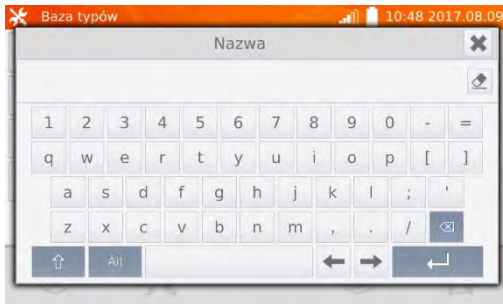 Baza typów 10:48 2017.08.09
Nazwa
1 2 3 4 5 6 7 8 9 0 - =
q w e r t y u i o p [ ]
a s d f g h j k l ; '
z x c v b n m , . /
Alt